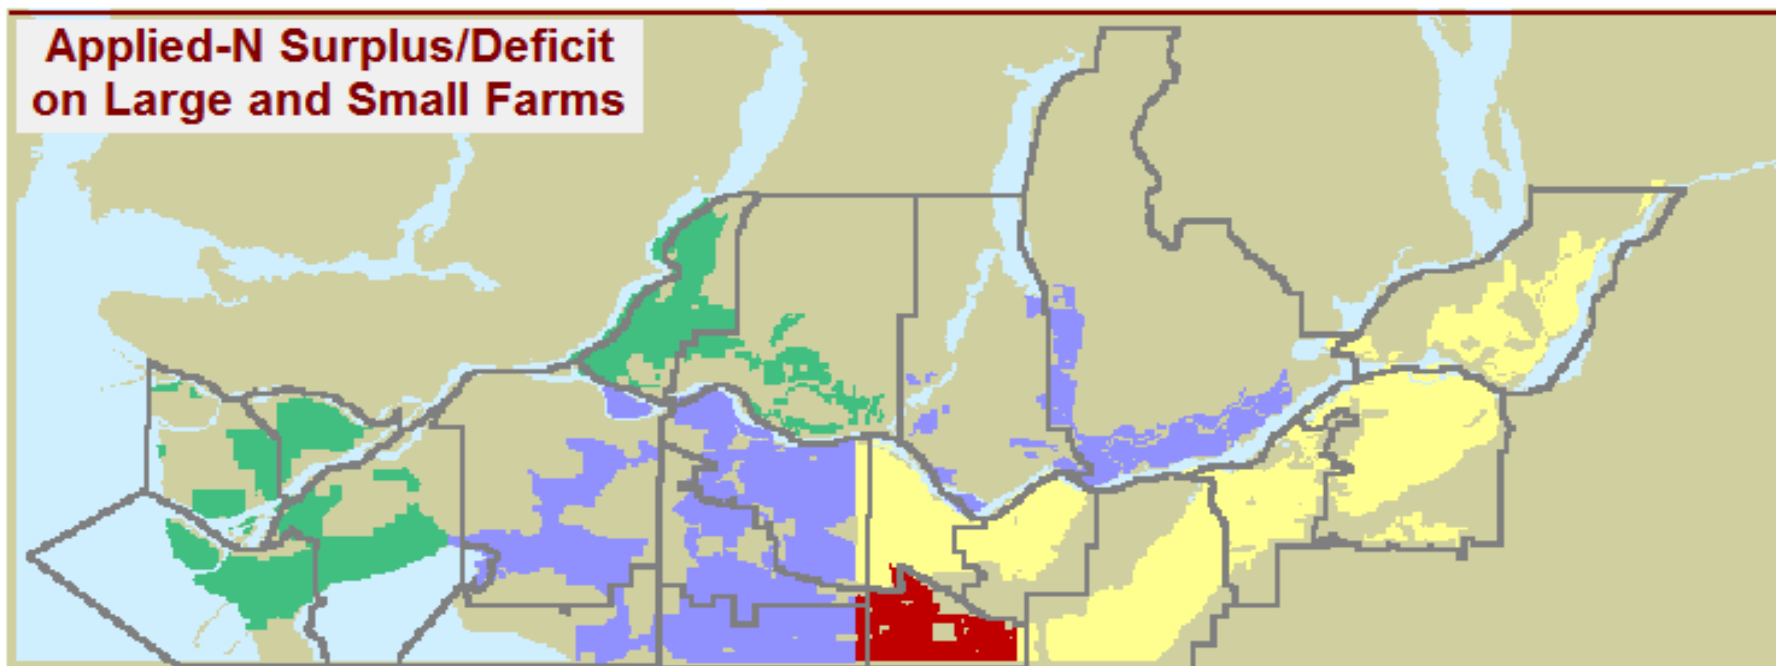 Applied-N Surplus/Deficit
on Large and Small Farms